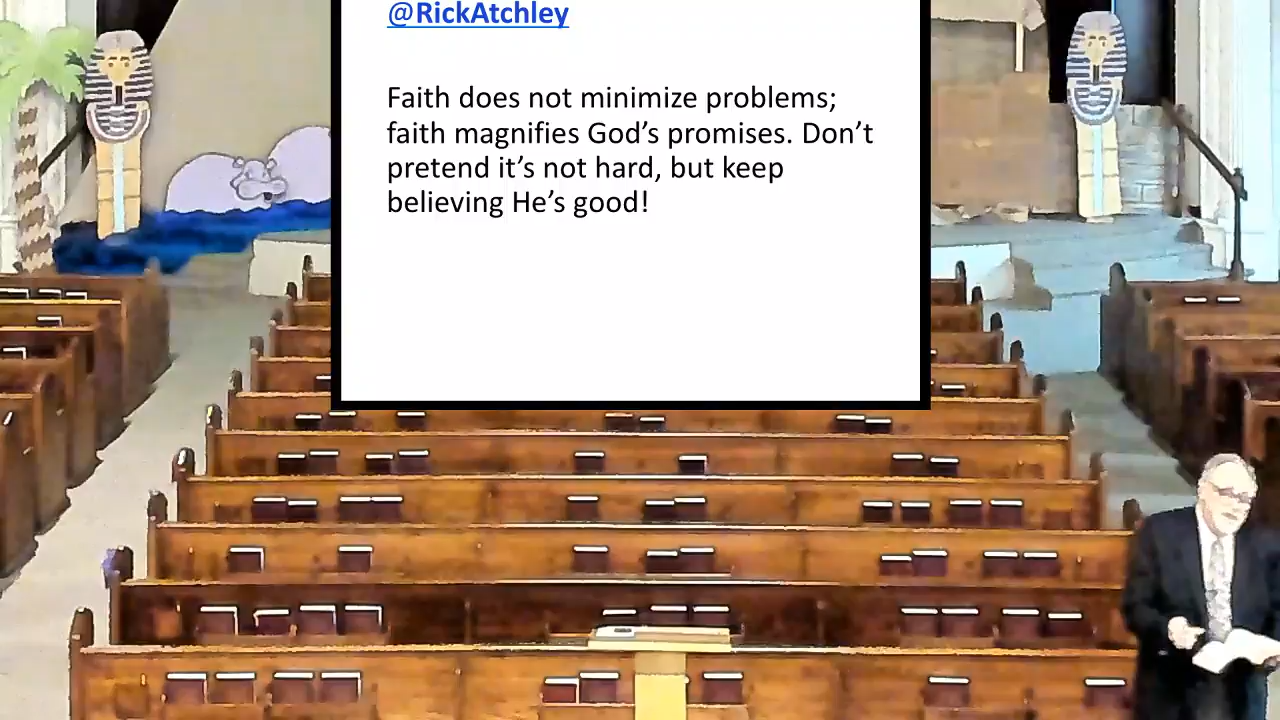 @RickAtchley
Faith does not minimize problems;
faith magnifies God’s promises. Don’t
pretend it’s not hard, but keep
believing He’s good!